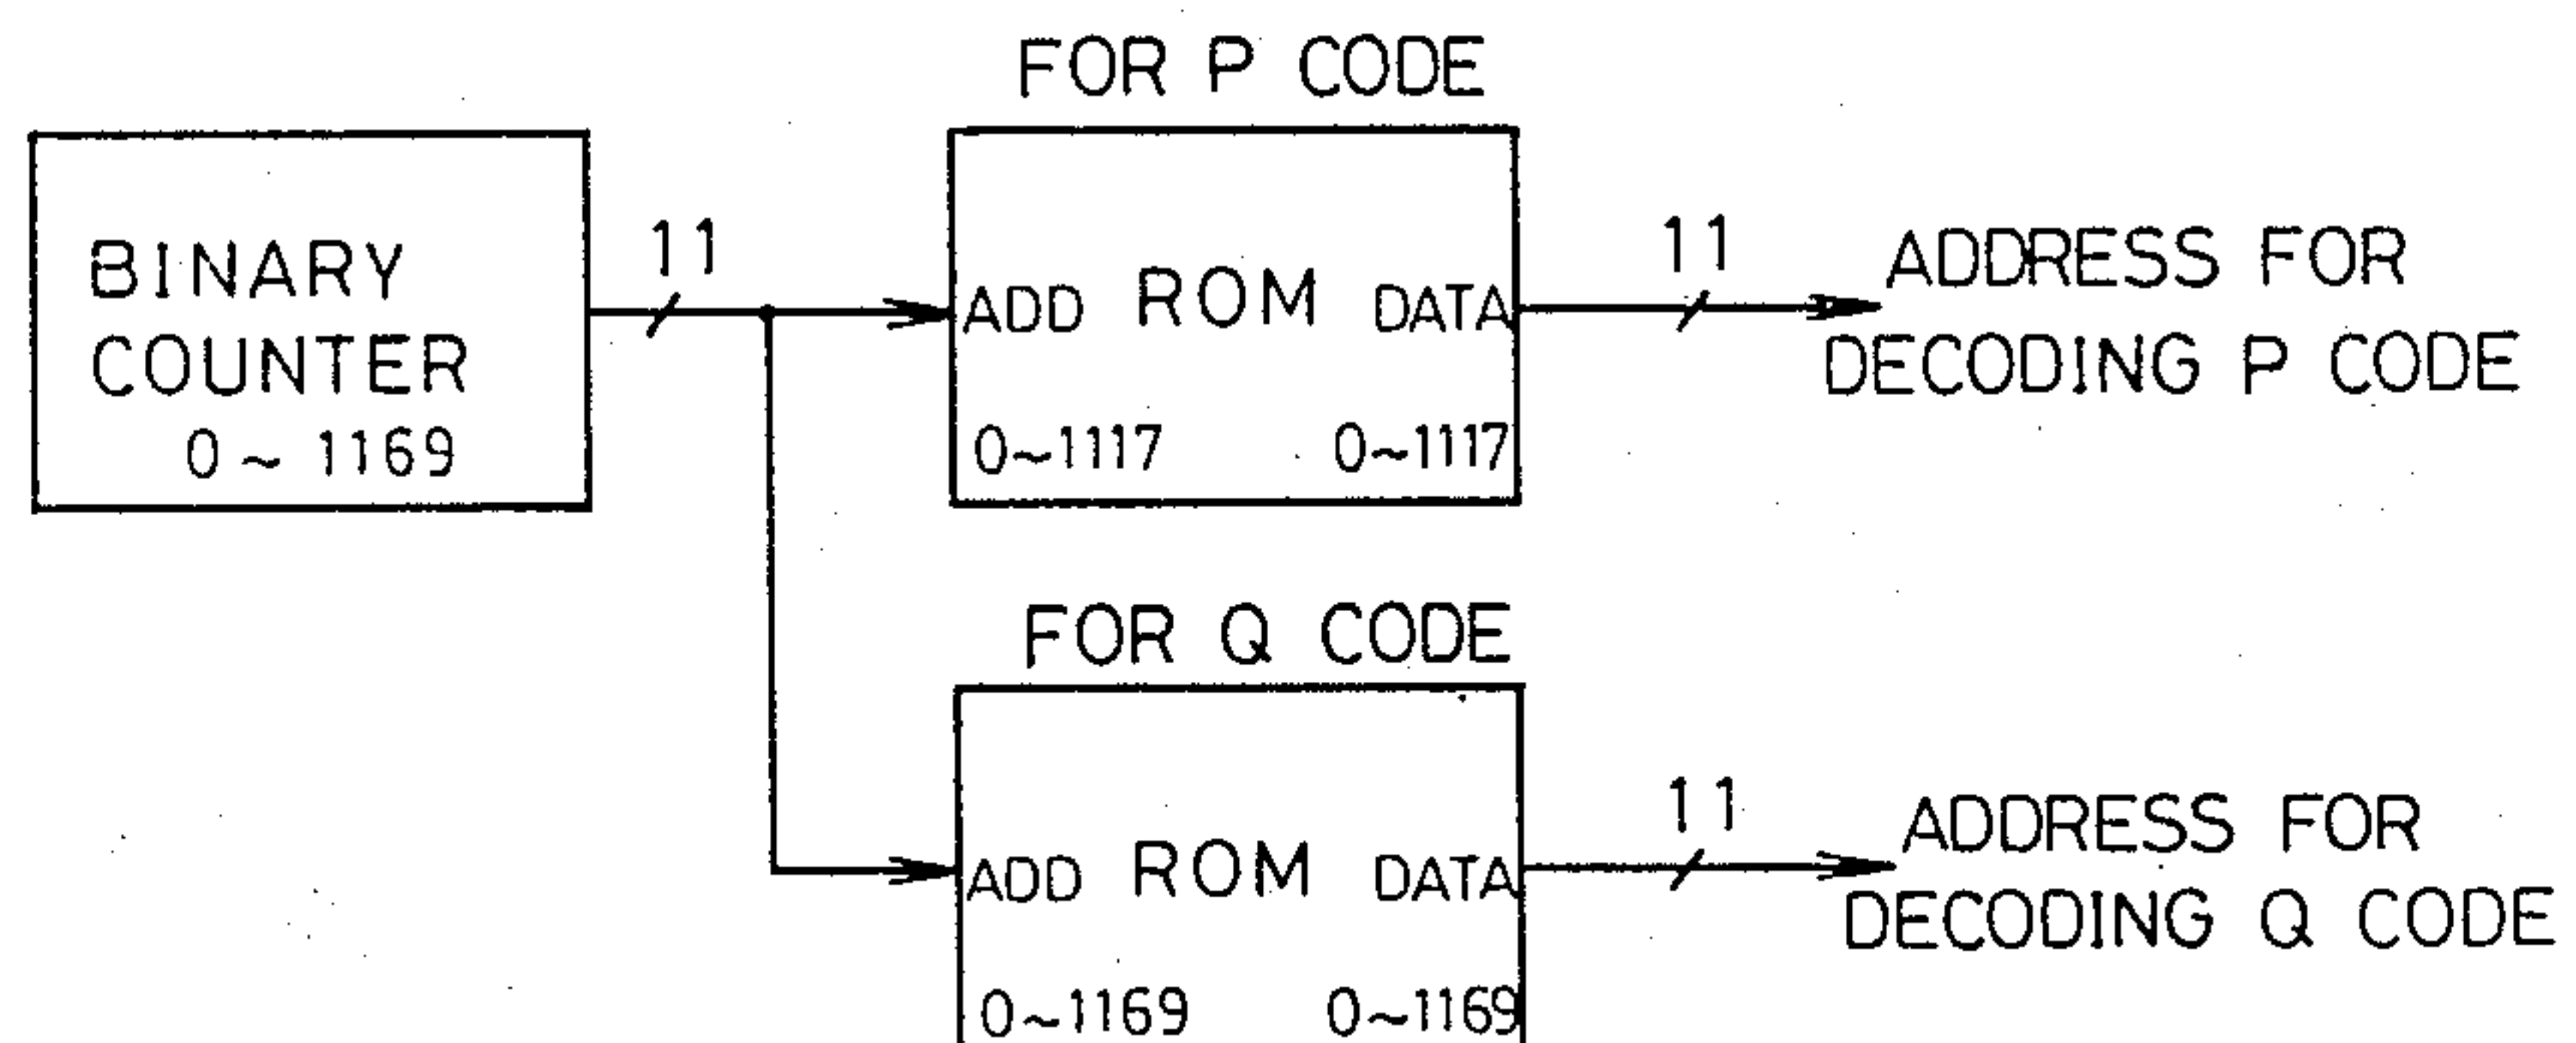 FOR P CODE
BINARY
COUNTER
0 ~ 1169
11
ADD ROM DATA
0~1117 0~1117
11
ADDRESS FOR
DECODING P CODE
FOR Q CODE
ADD ROM DATA
0~1169 0~1169
11
ADDRESS FOR
DECODING Q CODE